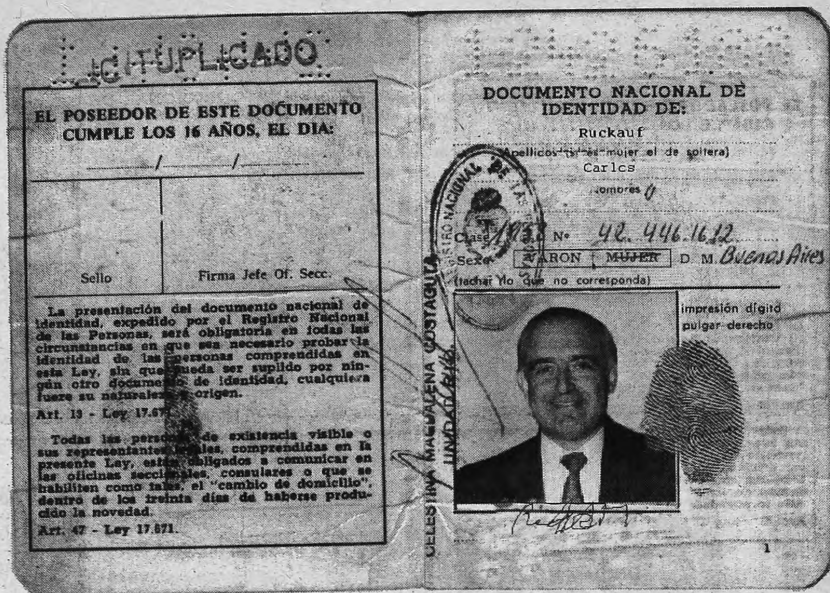 CUITUPLICADO
EL POSEEDOR DE ESTE DOCUMENTO
CUMPLE LOS 16 AÑOS, EL DIA:
/ /
Sello
Firma Jefe Of. Secc.
La presentación del documento nacional de
identidad, expedido por el Registro Nacional
de las Personas, será obligatoria en todas las
circunstancias en que sea necesario probar la
identidad de las personas comprendidas en
esta Ley, sin que pueda ser suplido por nin-
gún otro documento de identidad, cualquiera
fuere su naturaleza origen.
Art. 13 - Ley 17.671
Todas las personas de existencia visible o
sus representantes legales, comprendidas en la
presente Ley, están obligados a comunicar en
las oficinas seccionales, consulares o que se
habiliten como tales, el "cambio de domicilio",
dentro de los treinta días de haberse produ-
cido la novedad.
Art. 47 - Ley 17.671.
DOCUMENTO NACIONAL DE
IDENTIDAD DE:
Ruckauf
Apellidos (si es mujer el de soltera)
Carlos
Nombres
Clase Nº 42.446.1612
Sexo VARON MUJER D. M. Buenos Aires
(tachar lo que no corresponda)
impresión dígito
pulgar derecho
CELESTINA MAGDALENA COSTAGUTA
1